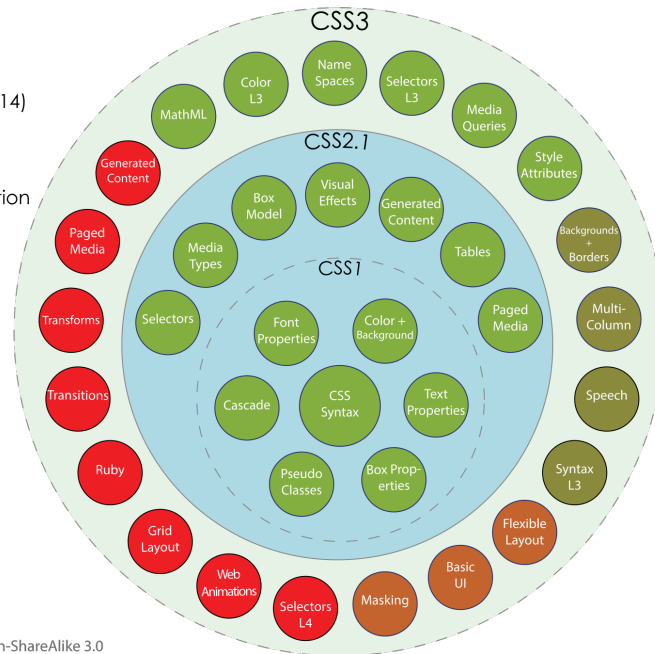 CSS3
14)
tion
Name
Spaces
Color
L3
Selectors
L3
MathML
Media
Queries
Generated
Content
Style
Attributes
Paged
Media
Backgrounds
+
Borders
Transforms
Multi-
Column
Transitions
Speech
Ruby
Syntax
L3
Grid
Layout
Flexible
Layout
Web
Animations
Basic
UI
Selectors
L4
Masking
CSS2.1
Visual
Effects
Box
Model
Generated
Content
Media
Types
Tables
Selectors
Paged
Media
CSS1
Font
Properties
Color +
Background
Cascade
CSS
Syntax
Text
Properties
Pseudo
Classes
Box Prop-
erties
n-ShareAlike 3.0